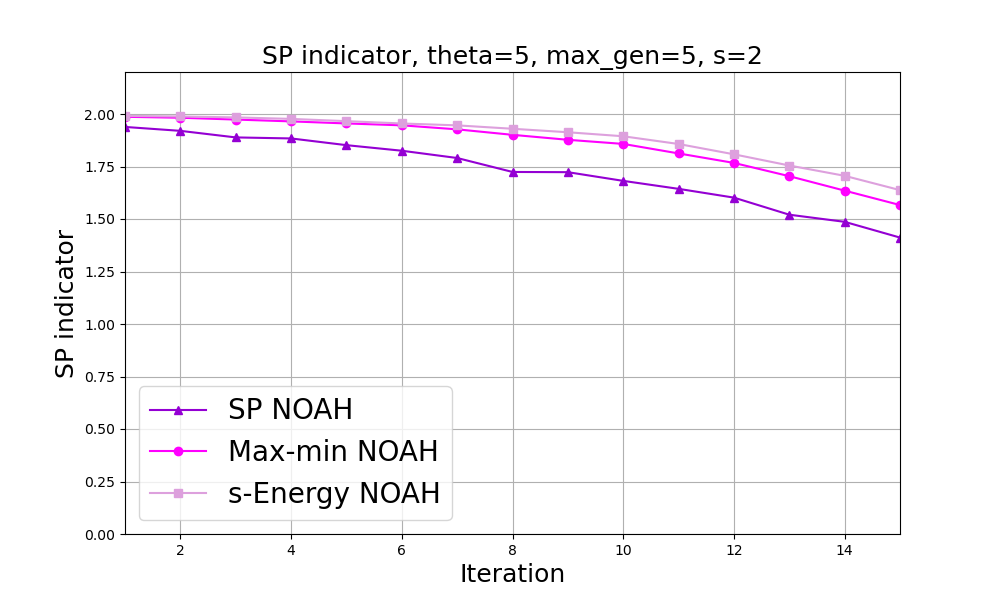 SP indicator, theta=5, max_gen=5, s=2
SP indicator
2.00
1.75
1.50
1.25
1.00
0.75
0.50
0.25
0.00
SP NOAH
Max-min NOAH
s-Energy NOAH
2 4 6 8 10 12 14
Iteration